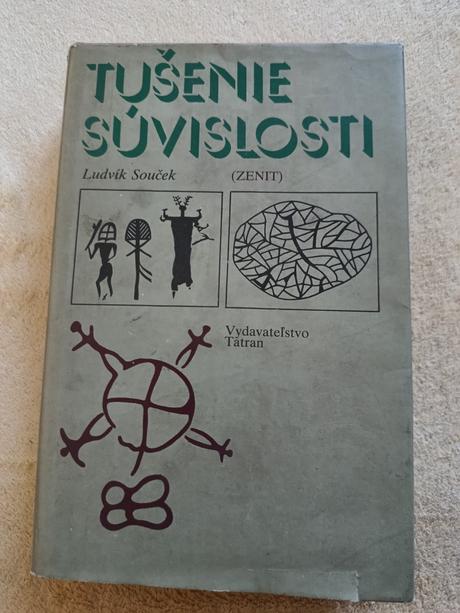 TUŠENIE
SÚVISLOSTI
Ludvík Souček (ZENIT)
Vydavateľstvo
Tatran